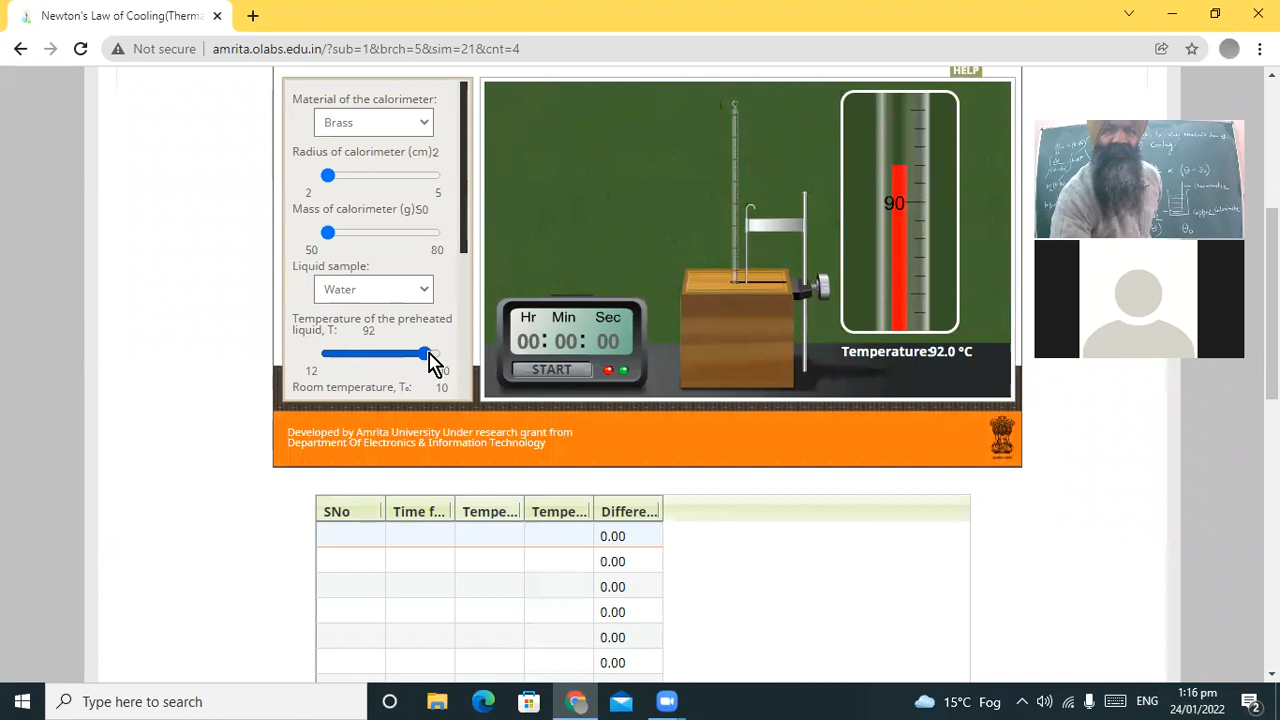 Newton's Law of Cooling(Therma
Not secure
amrita.olabs.edu.in/?sub=1&brch=5&sim=21&cnt=4
HELP
Material of the calorimeter:
Brass
Radius of calorimeter (cm)2
2 5
Mass of calorimeter (g)50
50 80
Liquid sample:
Water
Temperature of the preheated
liquid, T: 92
12
Room temperature, Tₒ: 10
Hr Min Sec
00: 00: 00
START
90
Temperature:92.0 °C
Cooling
Developed by Amrita University Under research grant from
Department Of Electronics & Information Technology
SNo Time f... Tempe... Tempe... Differe...
0.00
0.00
0.00
0.00
0.00
0.00
Type here to search
15°C Fog
ENG
1:16 pm
24/01/2022
2